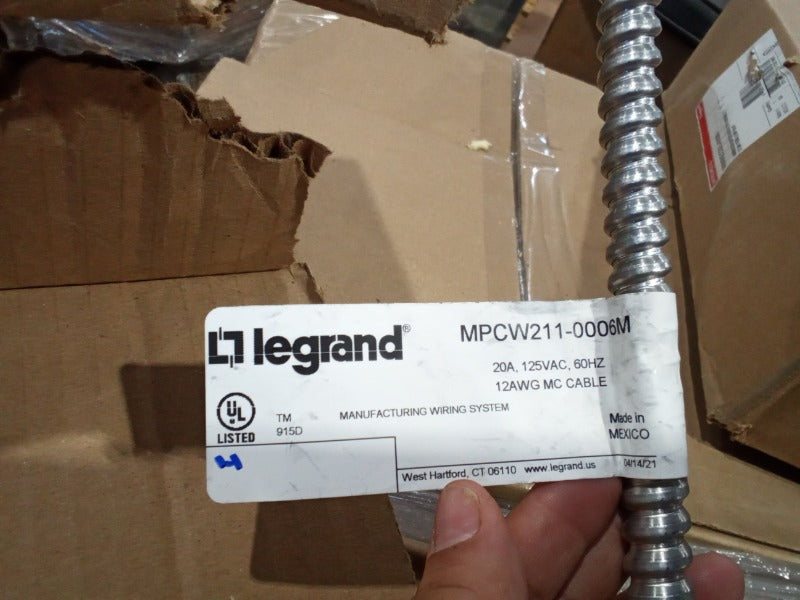 legrand®
MPCW211-0006M
20A, 125VAC, 60HZ
12AWG MC CABLE
UL
LISTED
TM
915D
MANUFACTURING WIRING SYSTEM
Made in
MEXICO
West Hartford, CT 06110 www.legrand.us 04/14/21